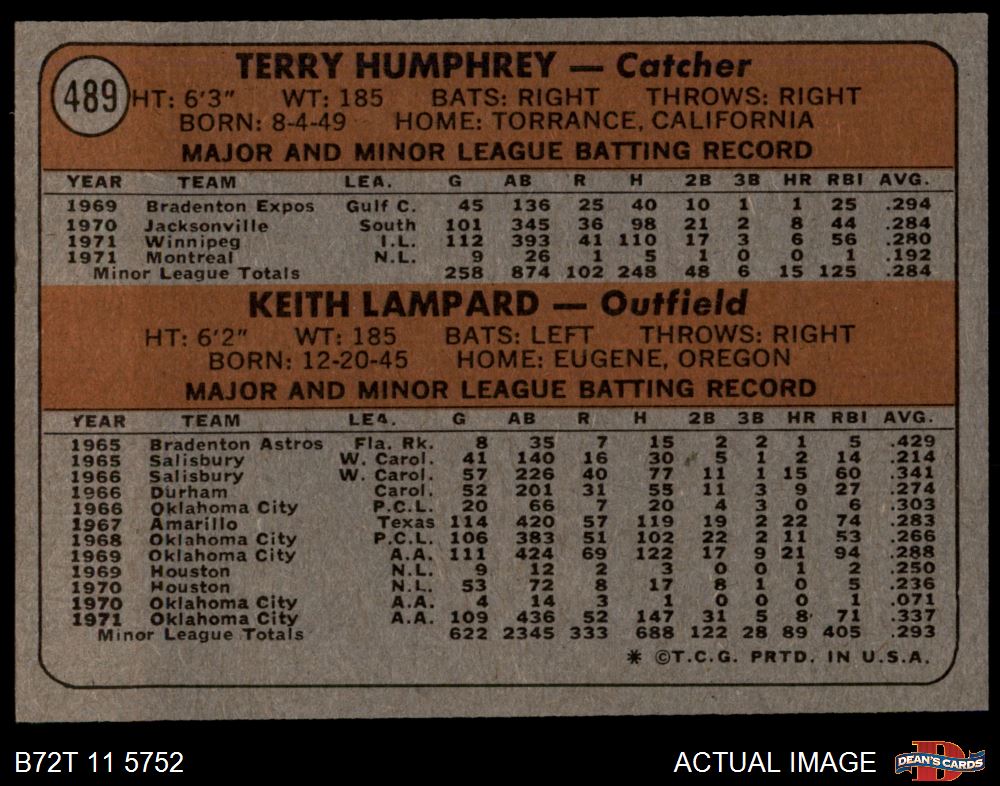 489
TERRY HUMPHREY — Catcher
HT: 6'3" WT: 185 BATS: RIGHT THROWS: RIGHT
BORN: 8-4-49 HOME: TORRANCE, CALIFORNIA
MAJOR AND MINOR LEAGUE BATTING RECORD
YEAR TEAM LEA. G AB R H 2B 3B HR RBI AVG.
1969 Bradenton Expos Gulf C. 45 136 25 40 10 1 1 25 .294
1970 Jacksonville South 101 345 36 98 21 2 8 44 .284
1971 Winnipeg I.L. 112 393 41 110 17 3 6 56 .280
1971 Montreal N.L. 9 26 1 5 1 0 0 1 .192
Minor League Totals 258 874 102 248 48 6 15 125 .284
KEITH LAMPARD — Outfield
HT: 6'2" WT: 185 BATS: LEFT THROWS: RIGHT
BORN: 12-20-45 HOME: EUGENE, OREGON
MAJOR AND MINOR LEAGUE BATTING RECORD
YEAR TEAM LEA. G AB R H 2B 3B HR RBI AVG.
1965 Bradenton Astros Fla. Rk. 8 35 7 15 2 2 1 5 .429
1965 Salisbury W. Carol. 41 140 16 30 5 1 2 14 .214
1966 Salisbury W. Carol. 57 226 40 77 11 1 15 60 .341
1966 Durham Carol. 52 201 31 55 11 3 9 27 .274
1966 Oklahoma City P.C.L. 20 66 7 20 4 3 0 6 .303
1967 Amarillo Texas 114 420 57 119 19 2 22 74 .283
1968 Oklahoma City P.C.L. 106 383 51 102 22 2 11 53 .266
1969 Oklahoma City A.A. 111 424 69 122 17 9 21 94 .288
1969 Houston N.L. 9 12 2 3 0 0 1 2 .250
1970 Houston N.L. 53 72 8 17 8 1 0 5 .236
1970 Oklahoma City A.A. 4 14 3 1 0 0 0 1 .071
1971 Oklahoma City A.A. 109 436 52 147 31 5 8 71 .337
Minor League Totals 622 2345 333 688 122 28 89 405 .293
* ©T.C.G. PRTD. IN U.S.A.
B72T 11 5752 ACTUAL IMAGE DEAN'S CARDS